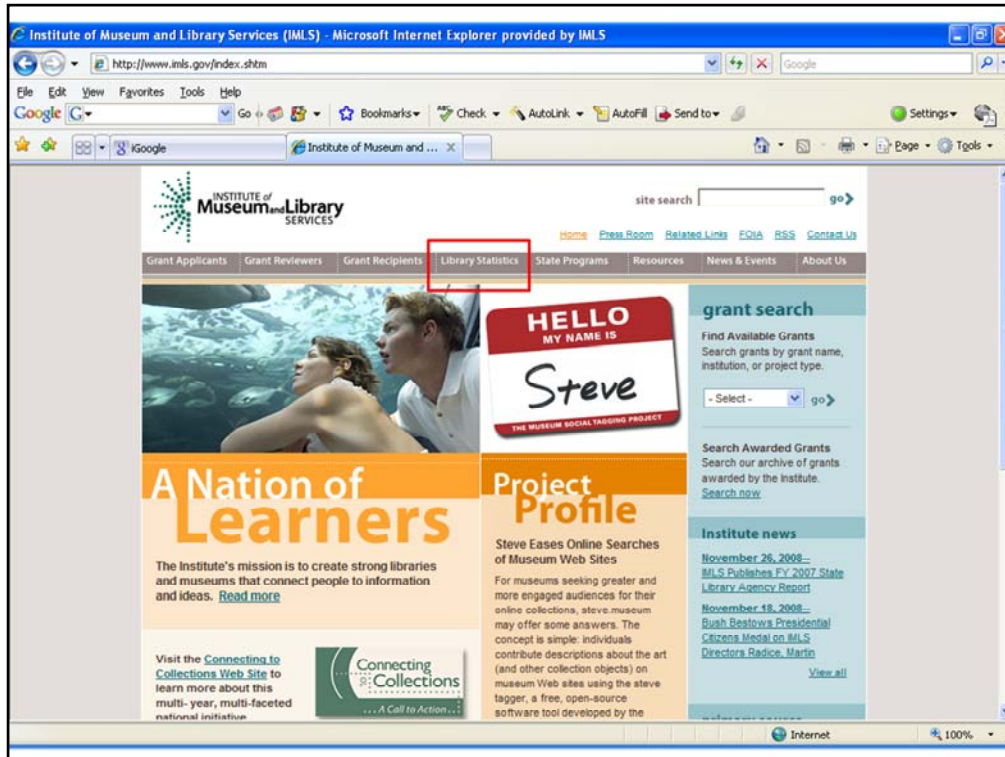 Institute of Museum and Library Services (IMLS) - Microsoft Internet Explorer provided by IMLS
http://www.imls.gov/index.shtm
Google
File Edit View Favorites Tools Help
Google G Go Bookmarks Check AutoLink AutoFill Send to Settings
iGoogle Institute of Museum and ... X Page Tools
INSTITUTE of
Museum and Library
SERVICES
site search go
Home Press Room Related Links FOIA RSS Contact Us
Grant Applicants Grant Reviewers Grant Recipients Library Statistics State Programs Resources News & Events About Us
HELLO
MY NAME IS
Steve
THE MUSEUM SOCIAL TAGGING PROJECT
A Nation of
Learners
The Institute's mission is to create strong libraries
and museums that connect people to information
and ideas. Read more
Visit the Connecting to
Collections Web Site to
learn more about this
multi- year, multi-faceted
national initiative
Connecting
to Collections
... A Call to Action ...
Project
Profile
Steve Eases Online Searches
of Museum Web Sites
For museums seeking greater and
more engaged audiences for their
online collections, steve.museum
may offer some answers. The
concept is simple: individuals
contribute descriptions about the art
(and other collection objects) on
museum Web sites using the steve
tagger, a free, open-source
software tool developed by the
grant search
Find Available Grants
Search grants by grant name,
institution, or project type.
- Select - go
Search Awarded Grants
Search our archive of grants
awarded by the Institute.
Search now
Institute news
November 26, 2008--
IMLS Publishes FY 2007 State
Library Agency Report
November 18, 2008--
Bush Bestows Presidential
Citizens Medal on IMLS
Directors Radice, Martin
View all
primary source
Internet 100%